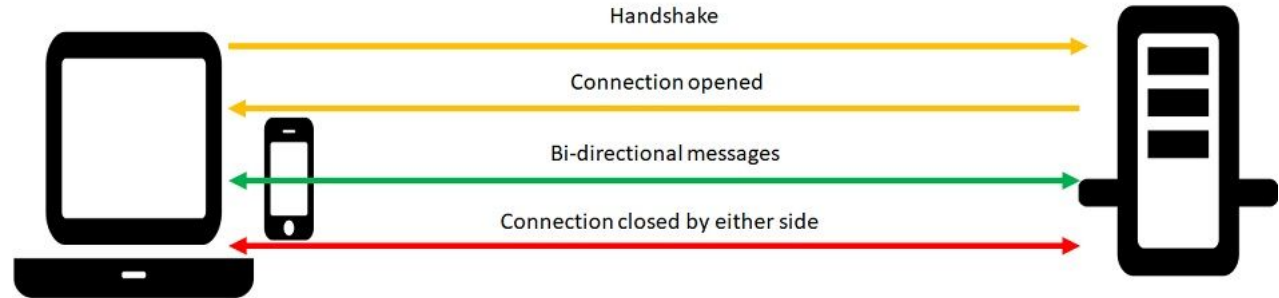 Handshake
Connection opened
Bi-directional messages
Connection closed by either side